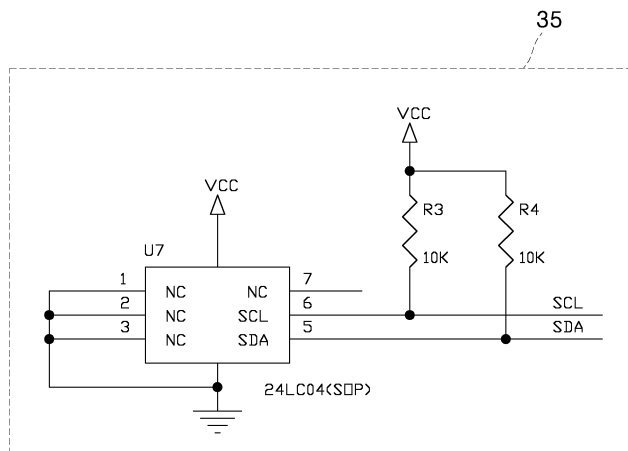 35
VCC
VCC
R3
R4
10K
10K
U7
1
NC
NC
7
2
NC
SCL
6
SCL
3
NC
SDA
5
SDA
24LC04(SOP)